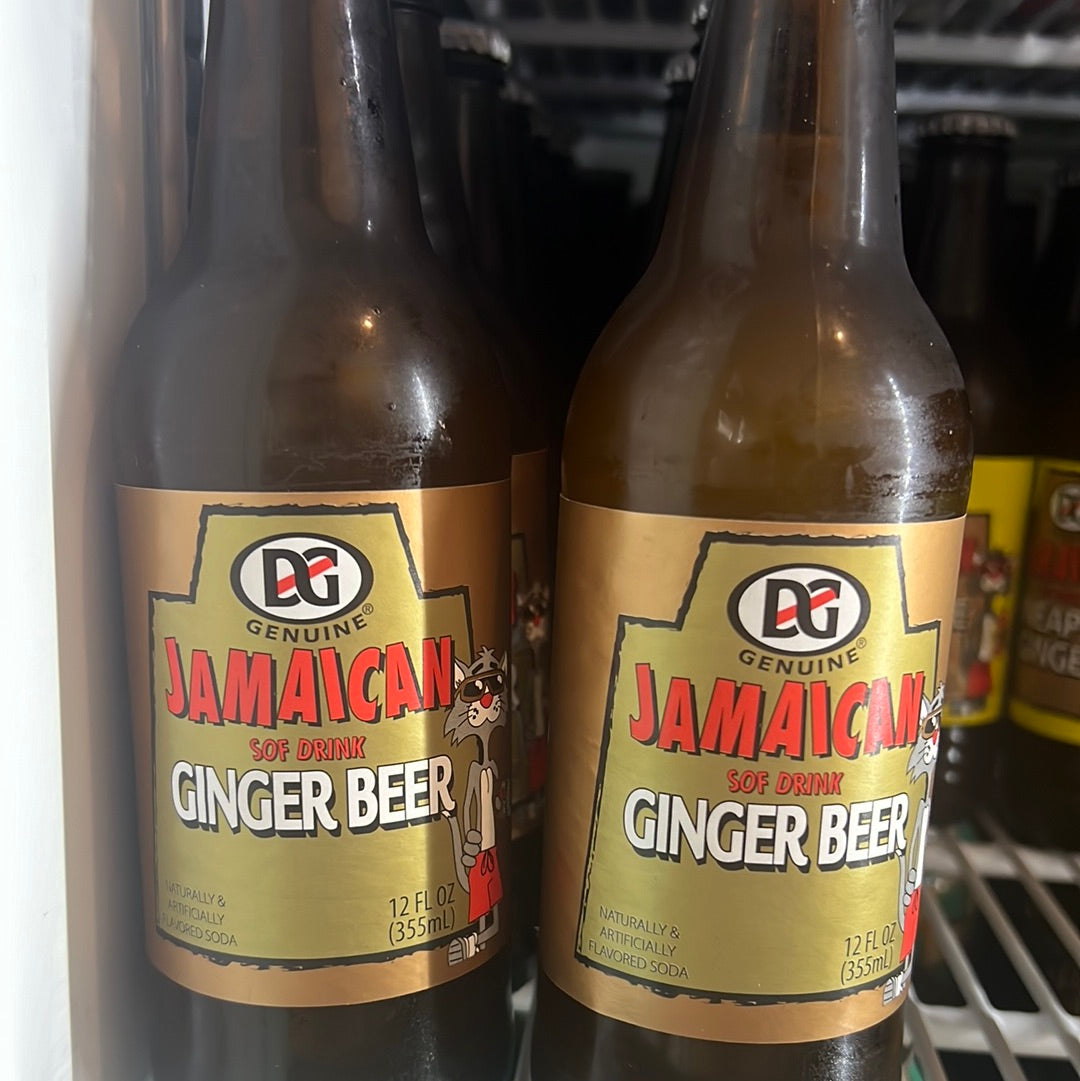 DG
GENUINE®
JAMAICAN
SOF DRINK
GINGER BEER
NATURALLY &
ARTIFICIALLY
FLAVORED SODA
12 FL OZ
(355mL)
DG
GENUINE®
JAMAICAN
SOF DRINK
GINGER BEER
NATURALLY &
ARTIFICIALLY
FLAVORED SODA
12 FL OZ
(355mL)